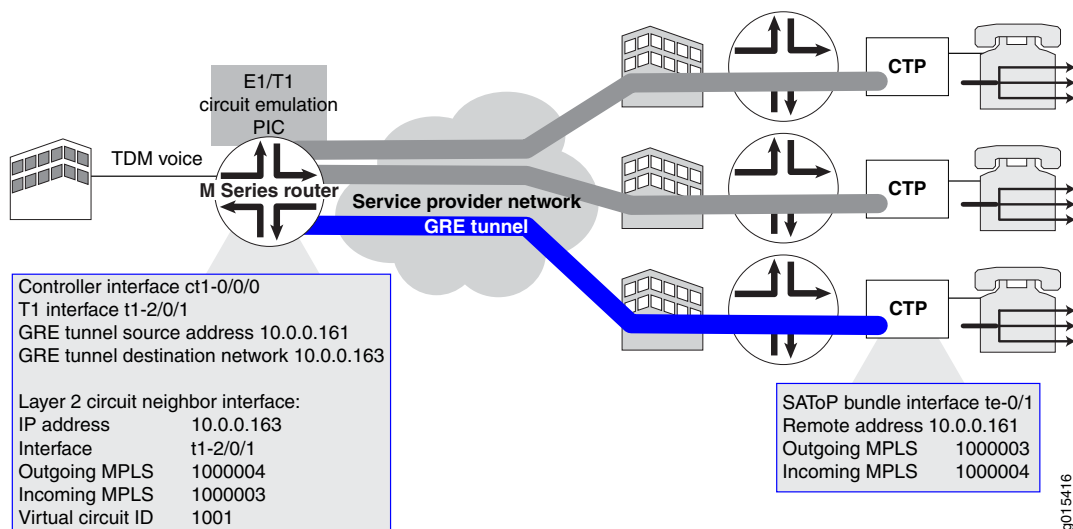 E1/T1
circuit emulation
PIC
TDM voice
M Series router
Service provider network
GRE tunnel
CTP
CTP
CTP
Controller interface ct1-0/0/0
T1 interface t1-2/0/1
GRE tunnel source address 10.0.0.161
GRE tunnel destination network 10.0.0.163
Layer 2 circuit neighbor interface:
IP address 10.0.0.163
Interface t1-2/0/1
Outgoing MPLS 1000004
Incoming MPLS 1000003
Virtual circuit ID 1001
SAToP bundle interface te-0/1
Remote address 10.0.0.161
Outgoing MPLS 1000003
Incoming MPLS 1000004
g015416